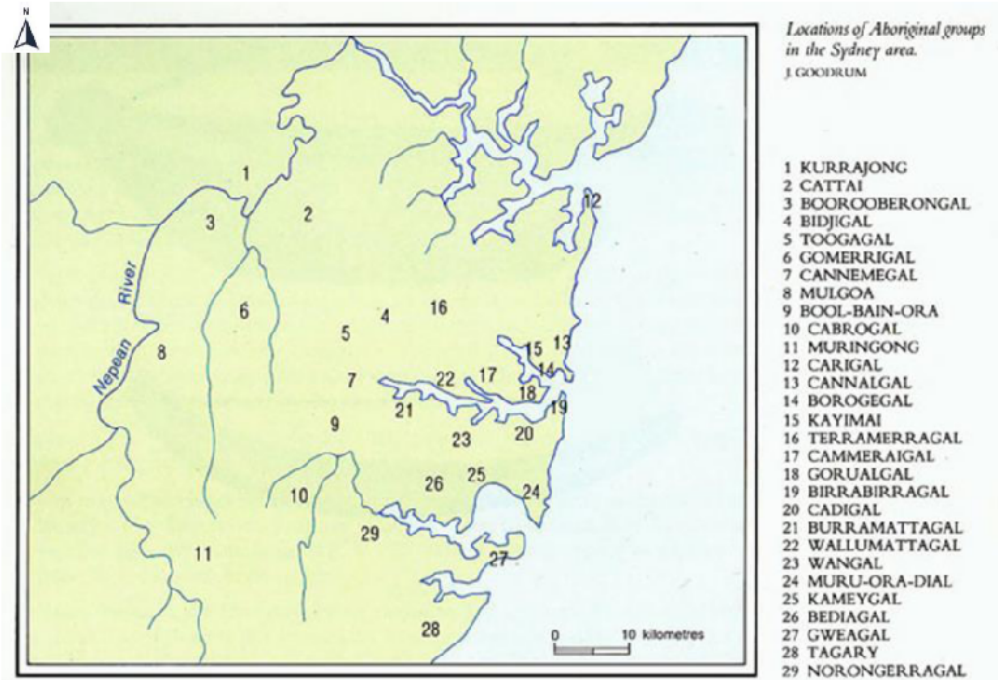 N
Locations of Aboriginal groups
in the Sydney area.
J. GOODRUM
1 KURRAJONG
2 CATTAI
3 BOOROOBERONGAL
4 BIDJIGAL
5 TOOGAGAL
6 GOMERRIGAL
7 CANNEMEGAL
8 MULGOA
9 BOOL-BAIN-ORA
10 CABROGAL
11 MURINGONG
12 CARIGAL
13 CANNALGAL
14 BOROGEGAL
15 KAYIMAI
16 TERRAMERRAGAL
17 CAMMERAIGAL
18 GORUALGAL
19 BIRRABIRRAGAL
20 CADIGAL
21 BURRAMATTAGAL
22 WALLUMATTAGAL
23 WANGAL
24 MURU-ORA-DIAL
25 KAMEYGAL
26 BEDIAGAL
27 GWEAGAL
28 TAGARY
29 NORONGERRAGAL
1
2
12
3
River
6
16
4
5
13
15
8
Nepean
14
17
7
22
18
19
21
9
20
23
25
26
24
10
29
11
27
28
0 10 kilometres